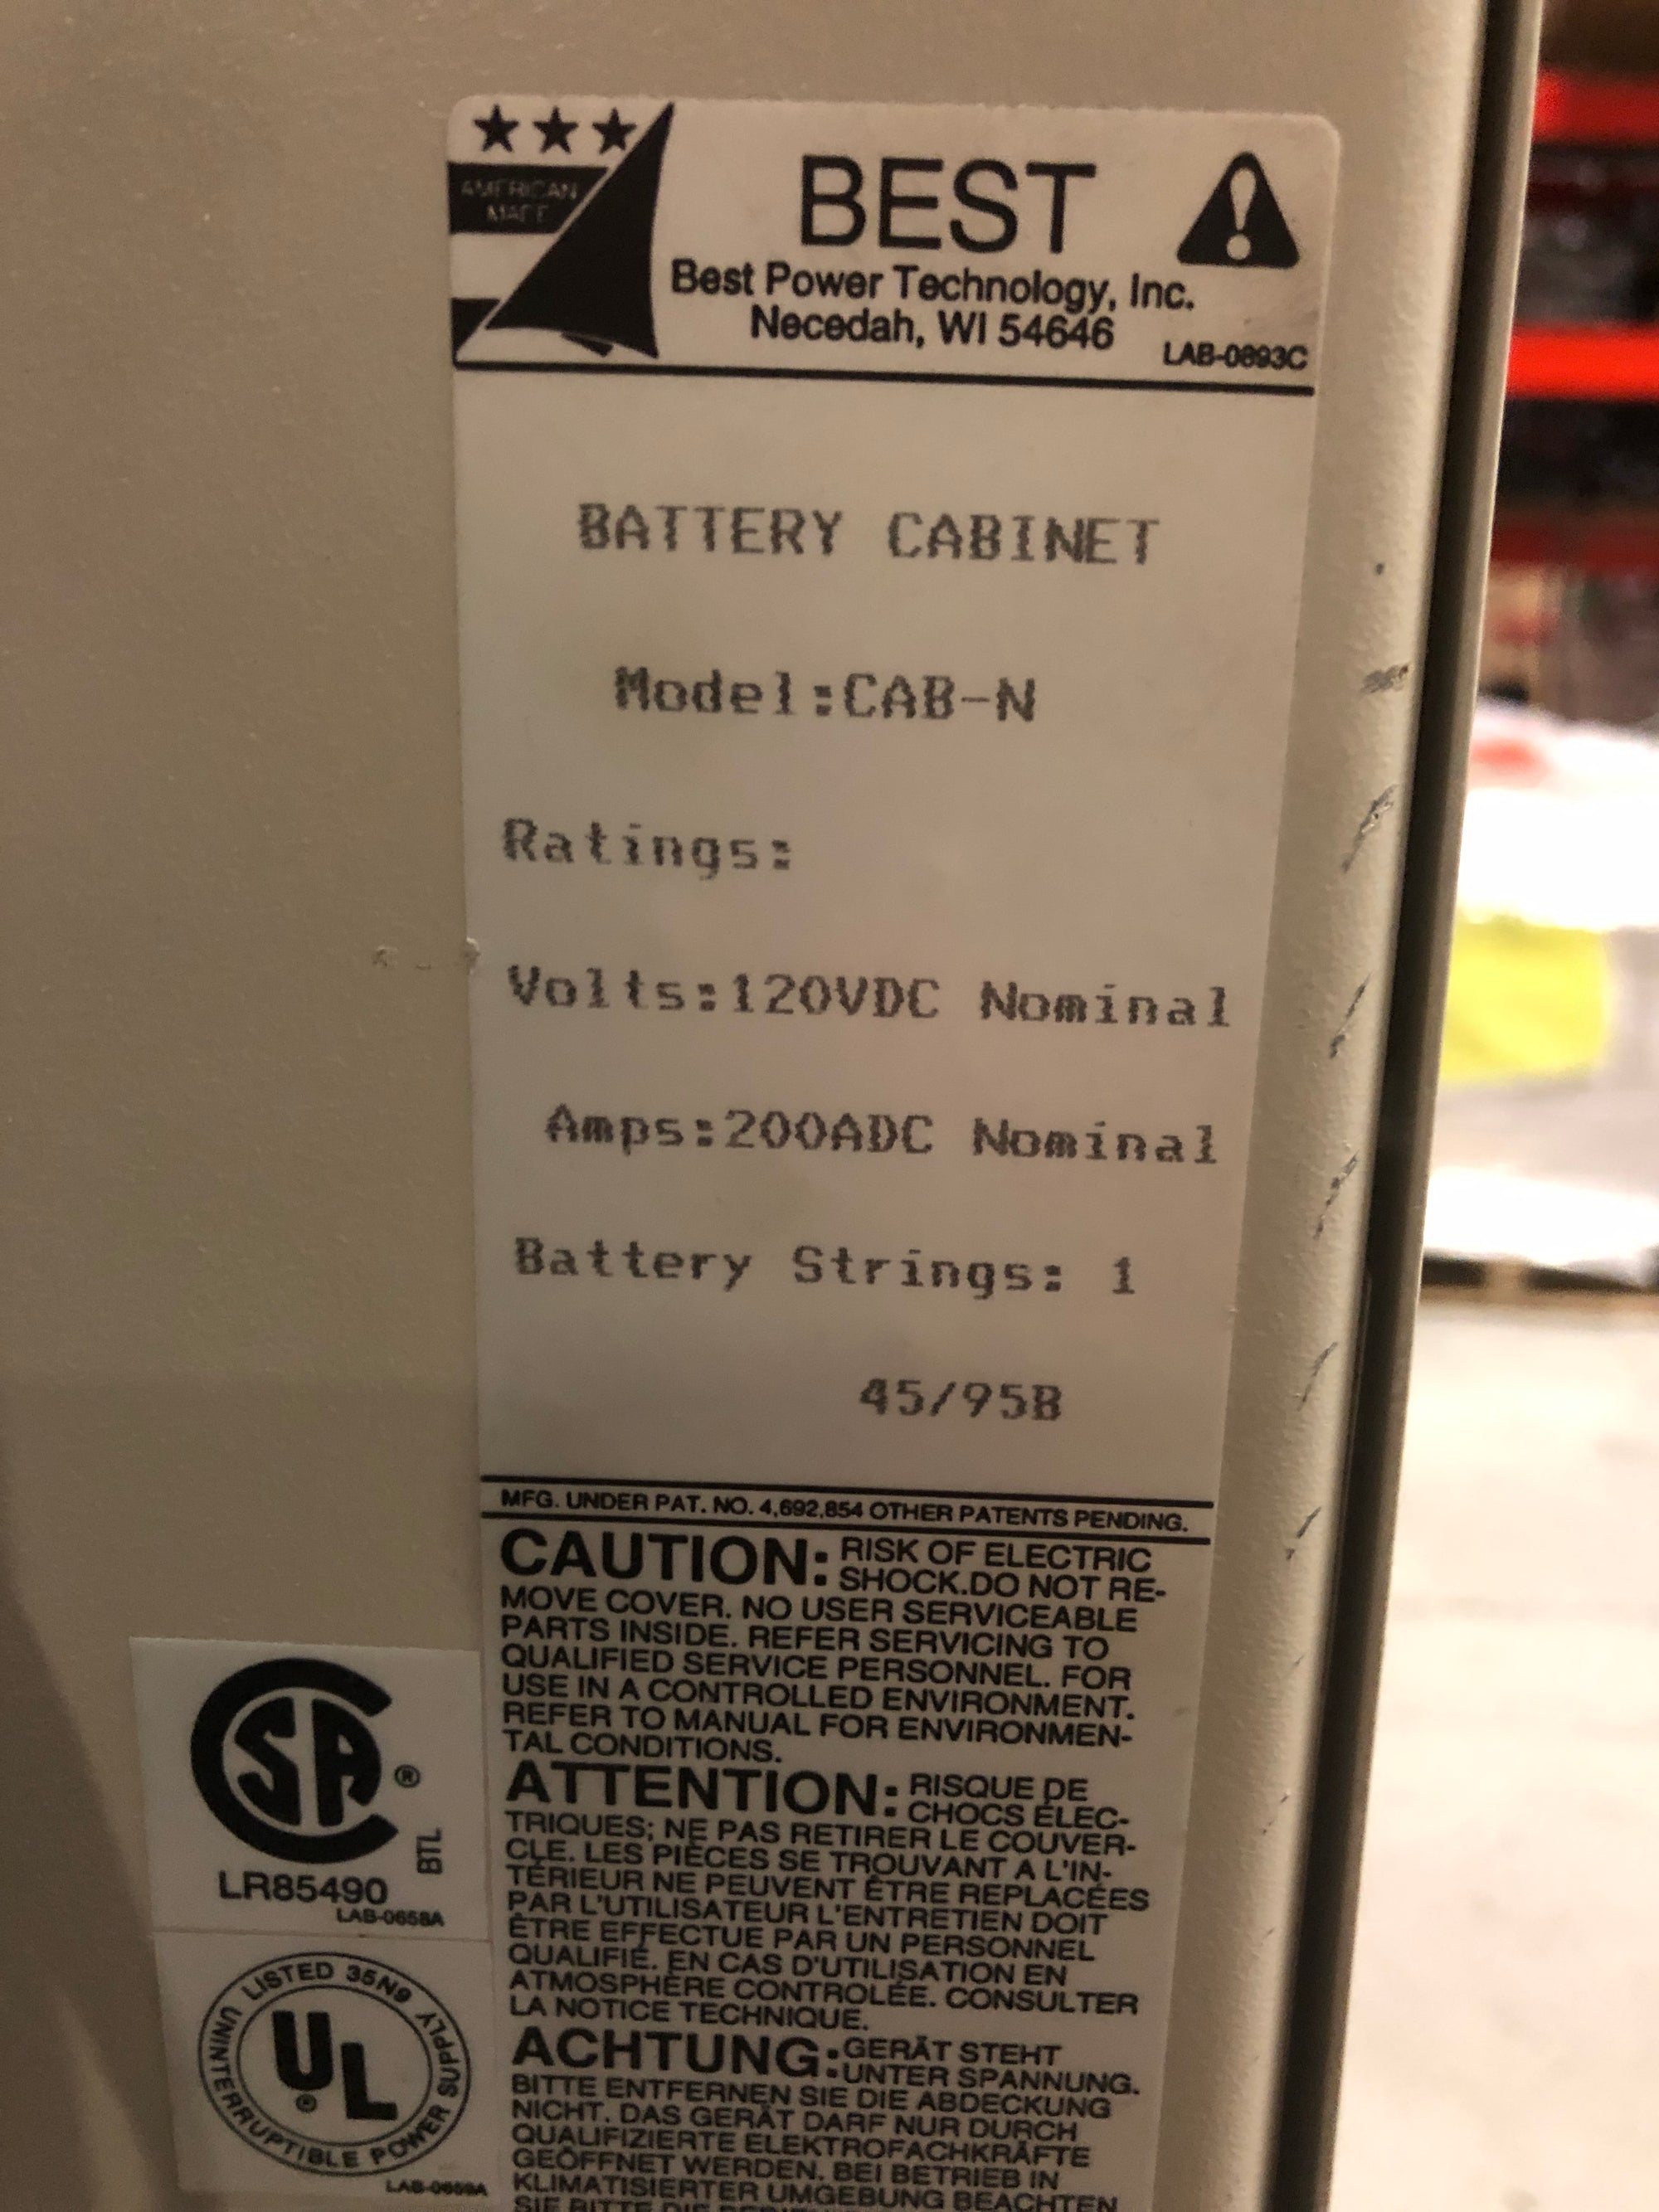 AMERICAN
MADE
BEST
Best Power Technology, Inc.
Necedah, WI 54646
LAB-0893C
BATTERY CABINET
Model:CAB-N
Ratings:
Volts:120VDC Nominal
Amps:200ADC Nominal
Battery Strings: 1
45/95B
MFG. UNDER PAT. NO. 4,692,854 OTHER PATENTS PENDING.
CAUTION: RISK OF ELECTRIC
SHOCK.DO NOT RE-
MOVE COVER. NO USER SERVICEABLE
PARTS INSIDE. REFER SERVICING TO
QUALIFIED SERVICE PERSONNEL. FOR
USE IN A CONTROLLED ENVIRONMENT.
REFER TO MANUAL FOR ENVIRONMEN-
TAL CONDITIONS.
ATTENTION: RISQUE DE
CHOCS ÉLEC-
TRIQUES; NE PAS RETIRER LE COUVER-
CLE. LES PIÈCES SE TROUVANT A L'IN-
TÉRIEUR NE PEUVENT ÊTRE REPLACÉES
PAR L'UTILISATEUR L'ENTRETIEN DOIT
ÊTRE EFFECTUE PAR UN PERSONNEL
QUALIFIÉ. EN CAS D'UTILISATION EN
ATMOSPHÈRE CONTROLÉE. CONSULTER
LA NOTICE TECHNIQUE.
ACHTUNG: GERÄT STEHT
UNTER SPANNUNG.
BITTE ENTFERNEN SIE DIE ABDECKUNG
NICHT. DAS GERÄT DARF NUR DURCH
QUALIFIZIERTE ELEKTROFACHKRÄFTE
GEÖFFNET WERDEN. BEI BETRIEB IN
KLIMATISIERTER UMGEBUNG BEACHTEN
SIE BITTE DIE
CSA
®
BTL
LR85490
LAB-0658A
LISTED 35N9
UNINTERRUPTIBLE POWER SUPPLY
UL
®
LAB-0659A